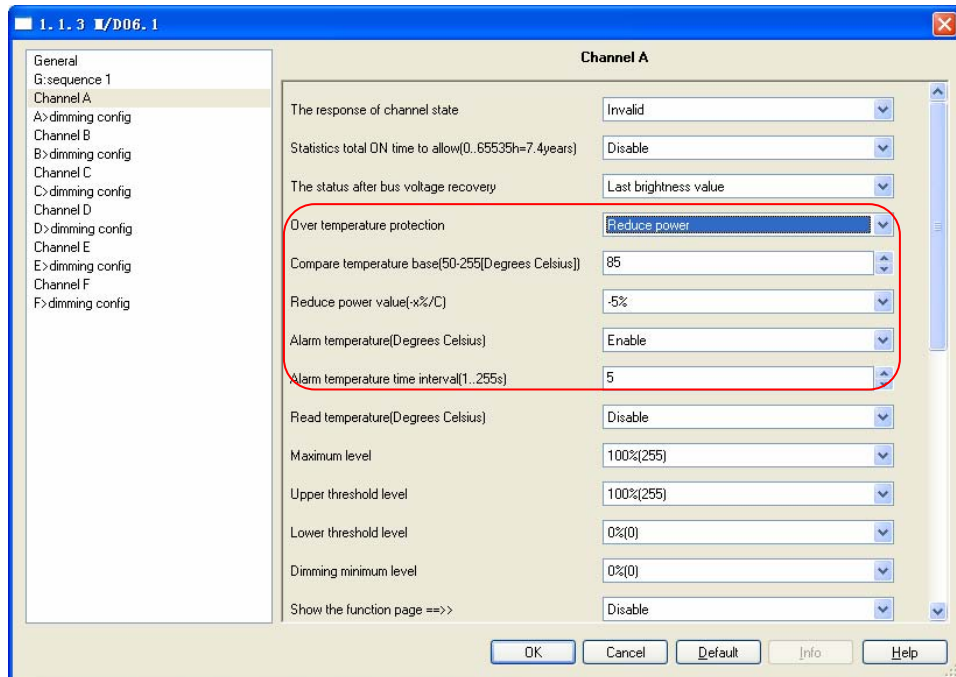 1.1.3 M/D06.1
General
G:sequence 1
Channel A
A>dimming config
Channel B
B>dimming config
Channel C
C>dimming config
Channel D
D>dimming config
Channel E
E>dimming config
Channel F
F>dimming config
Channel A
The response of channel state Invalid
Statistics total ON time to allow(0..65535h=7.4years) Disable
The status after bus voltage recovery Last brightness value
Over temperature protection Reduce power
Compare temperature base(50-255[Degrees Celsius]) 85
Reduce power value(-x%/C) -5%
Alarm temperature(Degrees Celsius) Enable
Alarm temperature time interval(1..255s) 5
Read temperature(Degrees Celsius) Disable
Maximum level 100%(255)
Upper threshold level 100%(255)
Lower threshold level 0%(0)
Dimming minimum level 0%(0)
Show the function page ==>> Disable
OK Cancel Default Info Help